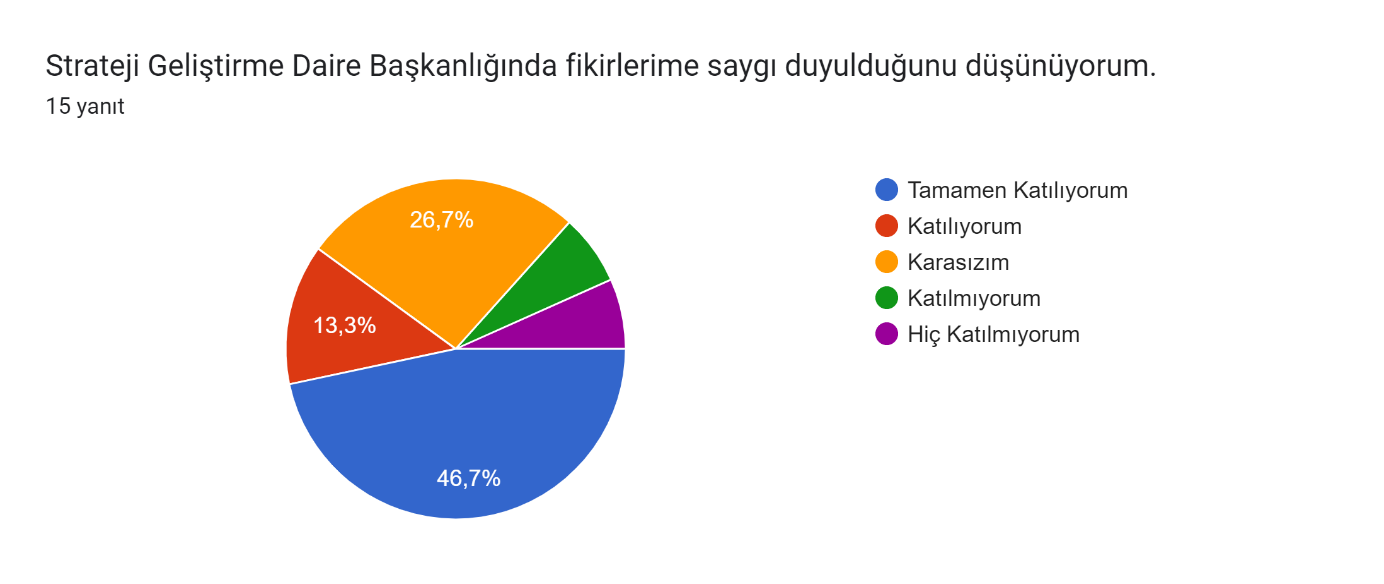 Strateji Geliştirme Daire Başkanlığında fikirlerime saygı duyulduğunu düşünüyorum.
15 yanıt
26,7%
13,3%
46,7%
Tamamen Katılıyorum
Katılıyorum
Karasızım
Katılmıyorum
Hiç Katılmıyorum